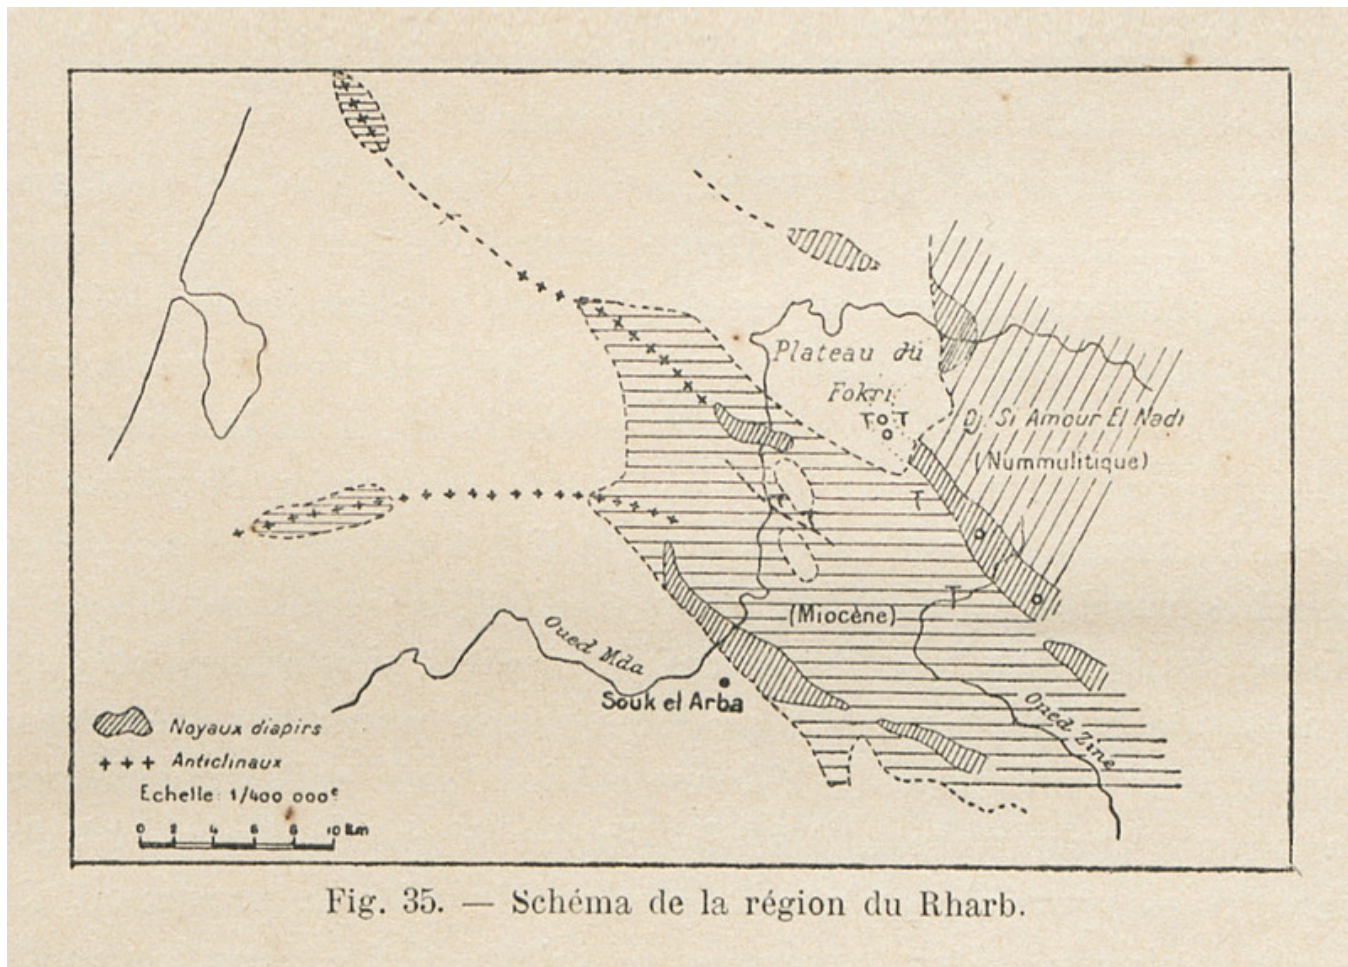 Plateau du
Fokri
Dj. Si Amour El Nadi
(Nummulitique)
(Miocène)
Oued Mda
Souk el Arba
Oued Zine
Noyaux diapirs
Anticlinaux
Echelle: 1/400 000e
0 2 4 6 8 10 Km
Fig. 35. — Schéma de la région du Rharb.